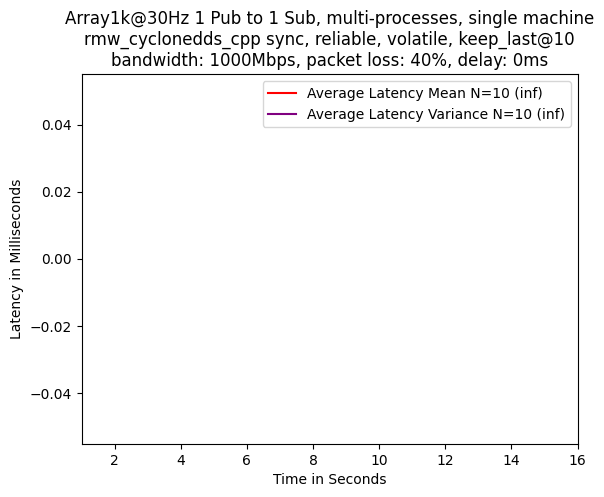 Array1k@30Hz 1 Pub to 1 Sub, multi-processes, single machine
rmw_cyclonedds_cpp sync, reliable, volatile, keep_last@10
bandwidth: 1000Mbps, packet loss: 40%, delay: 0ms
Average Latency Mean N=10 (inf)
Average Latency Variance N=10 (inf)
Latency in Milliseconds
0.04
0.02
0.00
−0.02
−0.04
2 4 6 8 10 12 14 16
Time in Seconds